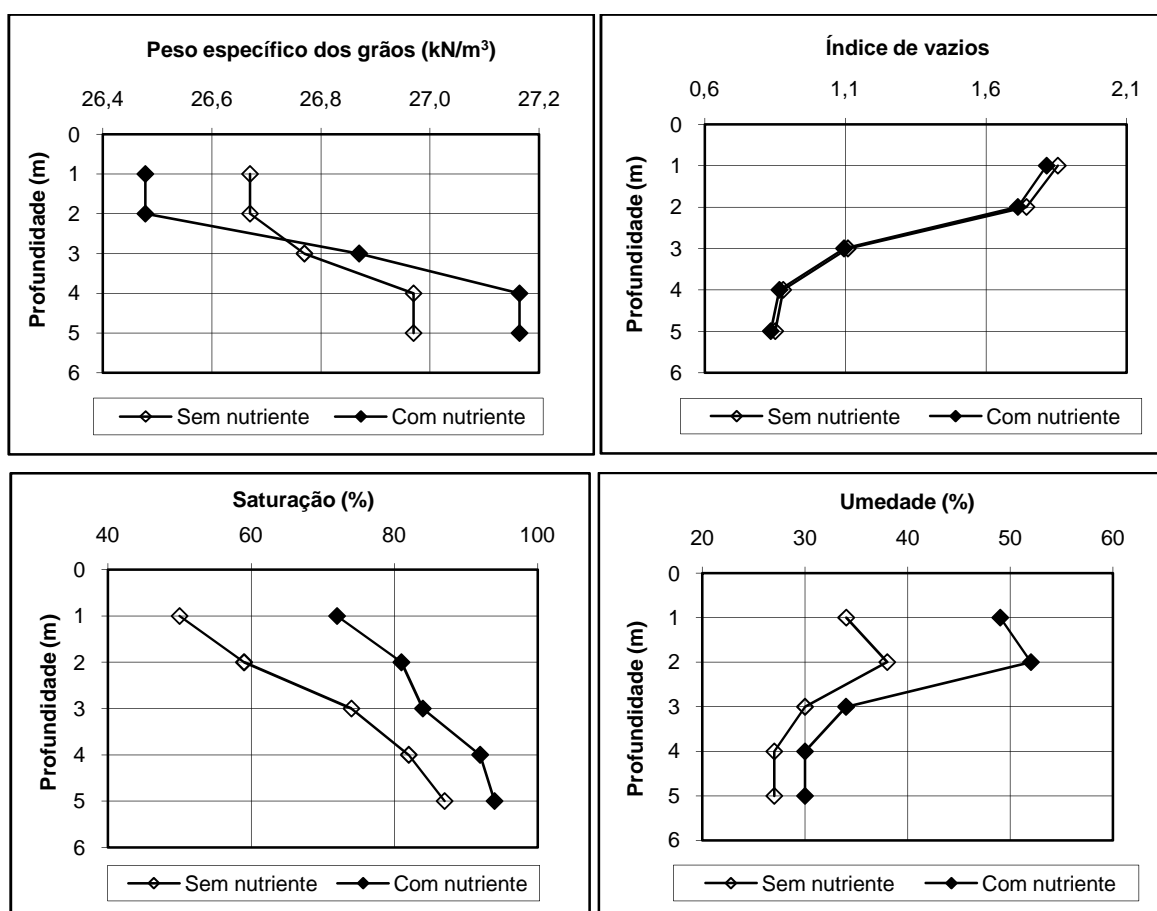 Peso específico dos grãos (kN/m³)
26,4 26,6 26,8 27,0 27,2
Profundidade (m)
0
1
2
3
4
5
6
Sem nutriente Com nutriente
Índice de vazios
0,6 1,1 1,6 2,1
Profundidade (m)
0
1
2
3
4
5
6
Sem nutriente Com nutriente
Saturação (%)
40 60 80 100
Profundidade (m)
0
1
2
3
4
5
6
Sem nutriente Com nutriente
Umedade (%)
20 30 40 50 60
Profundidade (m)
0
1
2
3
4
5
6
Sem nutriente Com nutriente